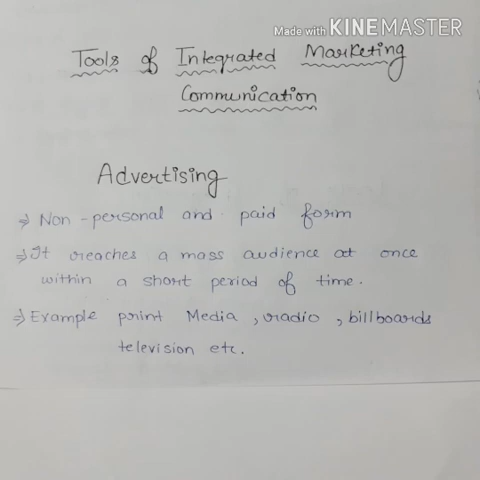 Made with KINEMASTER
Tools of Integrated Marketing
Communication
Advertising
⇒ Non-personal and paid form
⇒ It reaches a mass audience at once
within a short period of time.
⇒ Example print Media, radio, billboards
television etc.